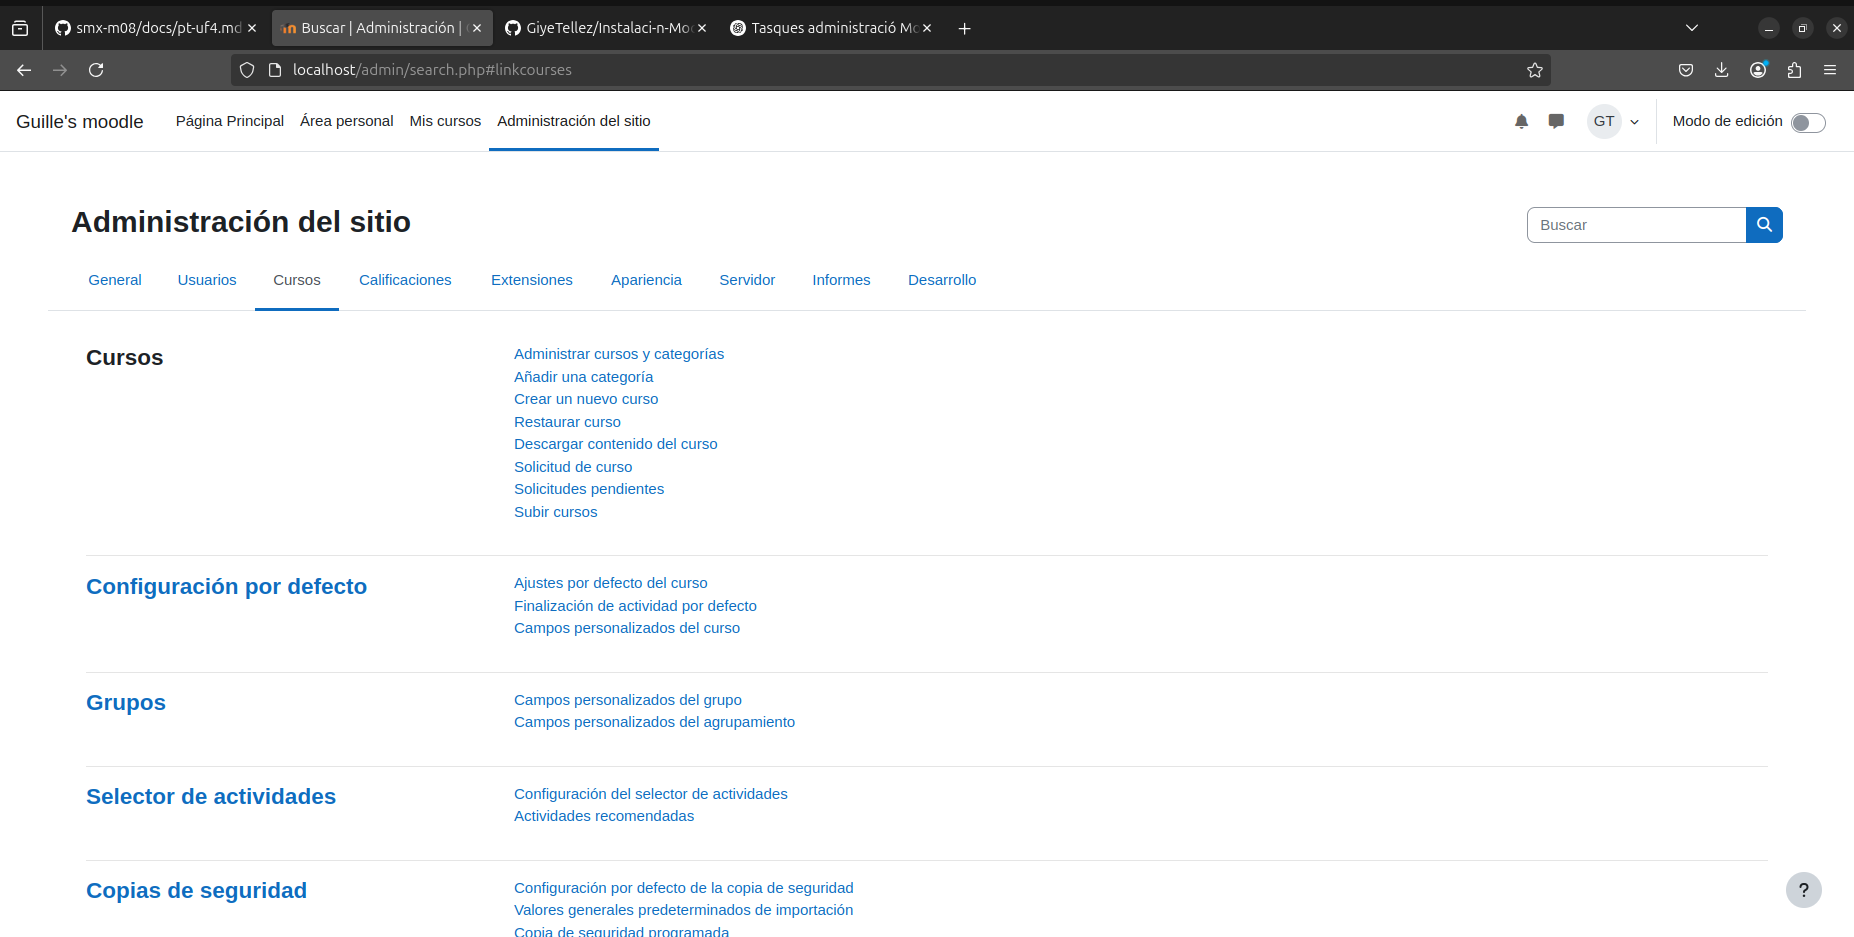 smx-m08/docs/pt-uf4.md
Buscar | Administración |
GiyeTellez/Instalaci-n-Moo
Tasques administració Mo
localhost/admin/search.php#linkcourses
Guille's moodle
Página Principal
Área personal
Mis cursos
Administración del sitio
GT
Modo de edición
Administración del sitio
Buscar
General
Usuarios
Cursos
Calificaciones
Extensiones
Apariencia
Servidor
Informes
Desarrollo
Cursos
Administrar cursos y categorías
Añadir una categoría
Crear un nuevo curso
Restaurar curso
Descargar contenido del curso
Solicitud de curso
Solicitudes pendientes
Subir cursos
Configuración por defecto
Ajustes por defecto del curso
Finalización de actividad por defecto
Campos personalizados del curso
Grupos
Campos personalizados del grupo
Campos personalizados del agrupamiento
Selector de actividades
Configuración del selector de actividades
Actividades recomendadas
Copias de seguridad
Configuración por defecto de la copia de seguridad
Valores generales predeterminados de importación
Copia de seguridad programada
?